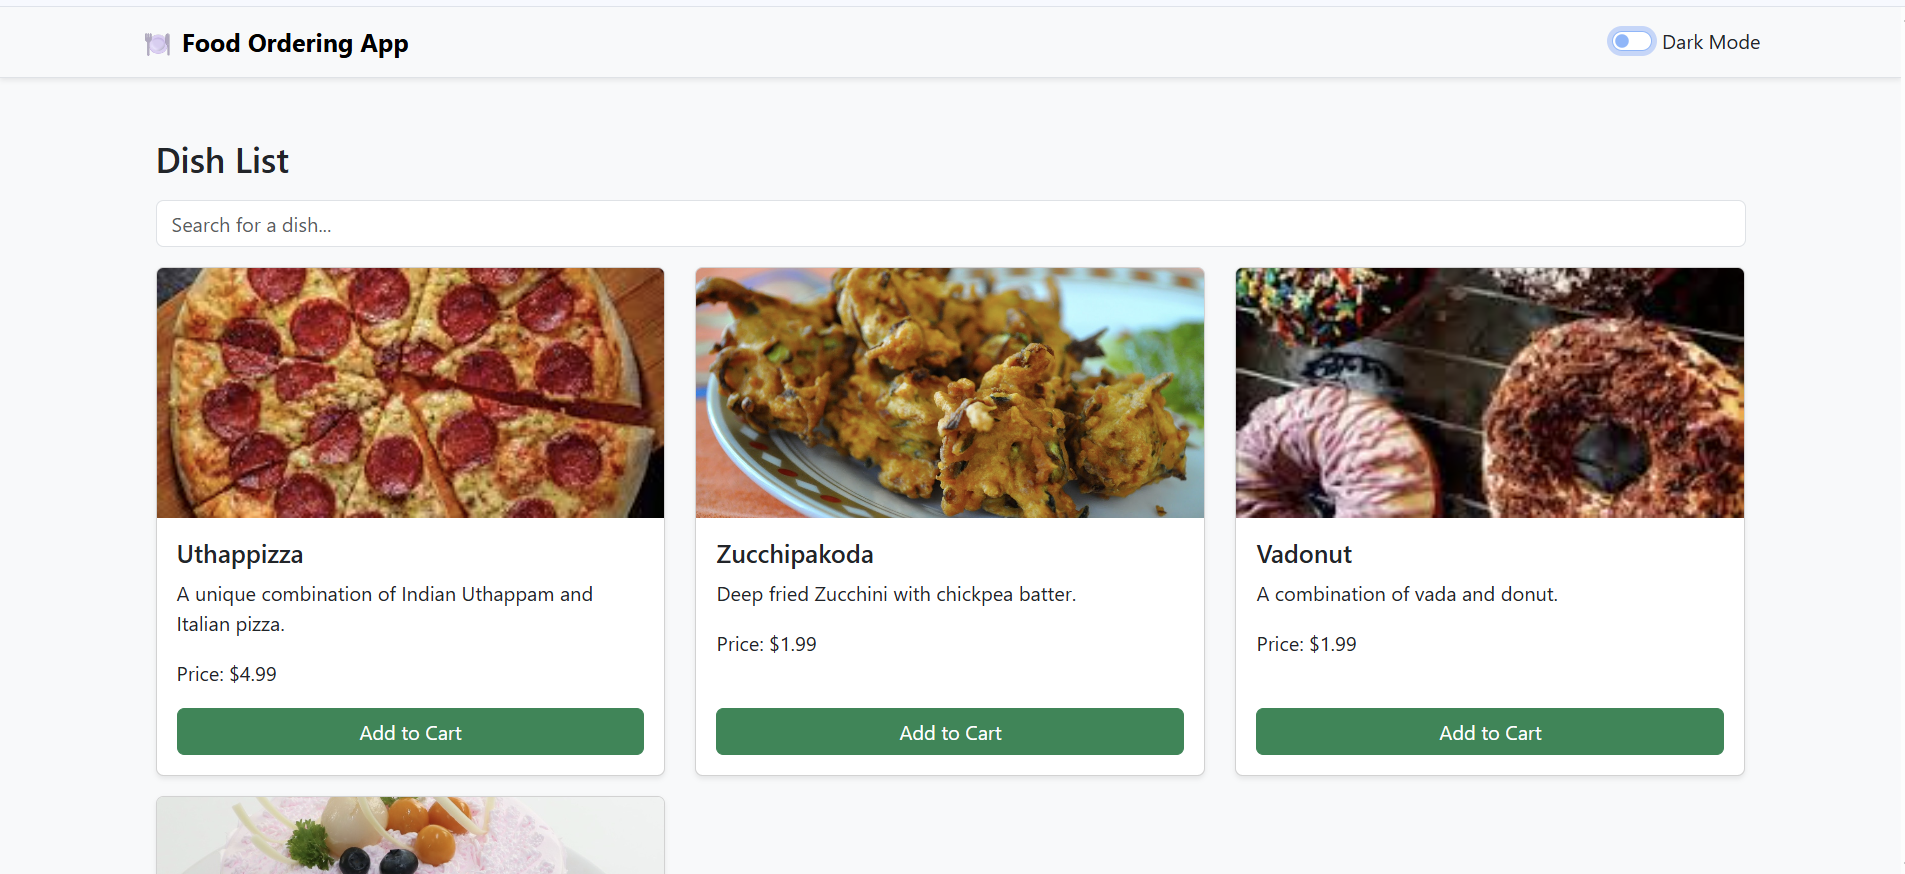 Food Ordering App
Dark Mode
Dish List
Search for a dish...
Uthappizza
A unique combination of Indian Uthappam and
Italian pizza.
Price: $4.99
Add to Cart
Zucchipakoda
Deep fried Zucchini with chickpea batter.
Price: $1.99
Add to Cart
Vadonut
A combination of vada and donut.
Price: $1.99
Add to Cart